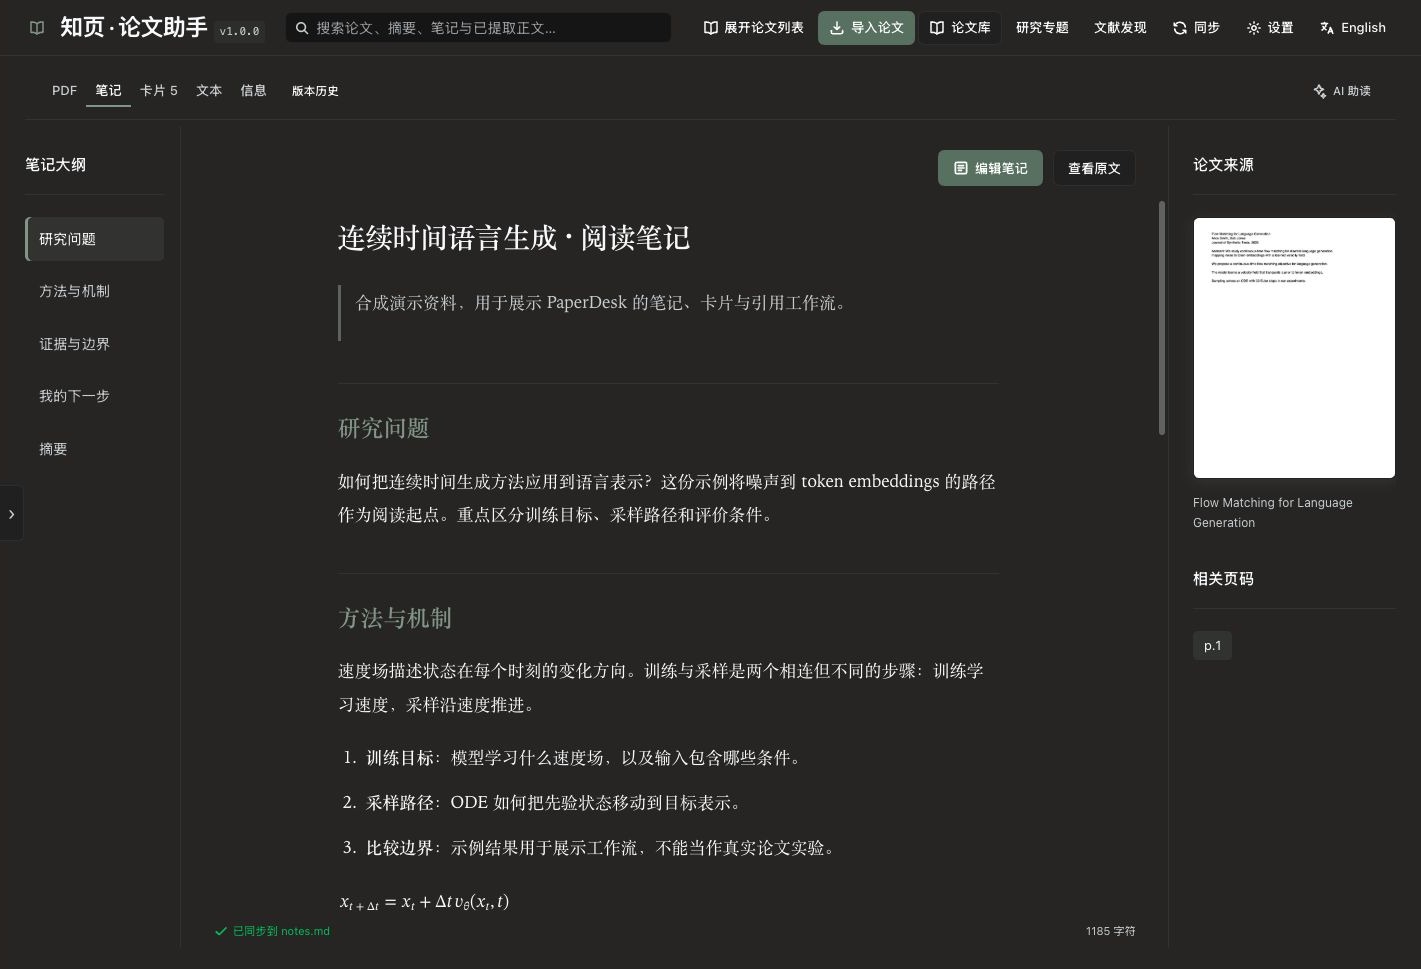 知页·论文助手 v1.0.0 搜索论文、摘要、笔记与已提取正文... 展开论文列表 导入论文 论文库 研究专题 文献发现 同步 设置 English
PDF 笔记 卡片 5 文本 信息 版本历史 AI 助读
笔记大纲
研究问题
方法与机制
证据与边界
我的下一步
摘要
编辑笔记 查看原文
连续时间语言生成·阅读笔记
合成演示资料，用于展示 PaperDesk 的笔记、卡片与引用工作流。
研究问题
如何把连续时间生成方法应用到语言表示？这份示例将噪声到 token embeddings 的路径
作为阅读起点。重点区分训练目标、采样路径和评价条件。
方法与机制
速度场描述状态在每个时刻的变化方向。训练与采样是两个相连但不同的步骤：训练学
习速度，采样沿速度推进。
1. 训练目标：模型学习什么速度场，以及输入包含哪些条件。
2. 采样路径：ODE 如何把先验状态移动到目标表示。
3. 比较边界：示例结果用于展示工作流，不能当作真实论文实验。
x_{t+Δt} = x_t + Δt v_θ(x_t, t)
已同步到 notes.md 1185 字符
论文来源
Flow Matching for Language Generation
Flow Matching for Language
Generation
相关页码
p.1